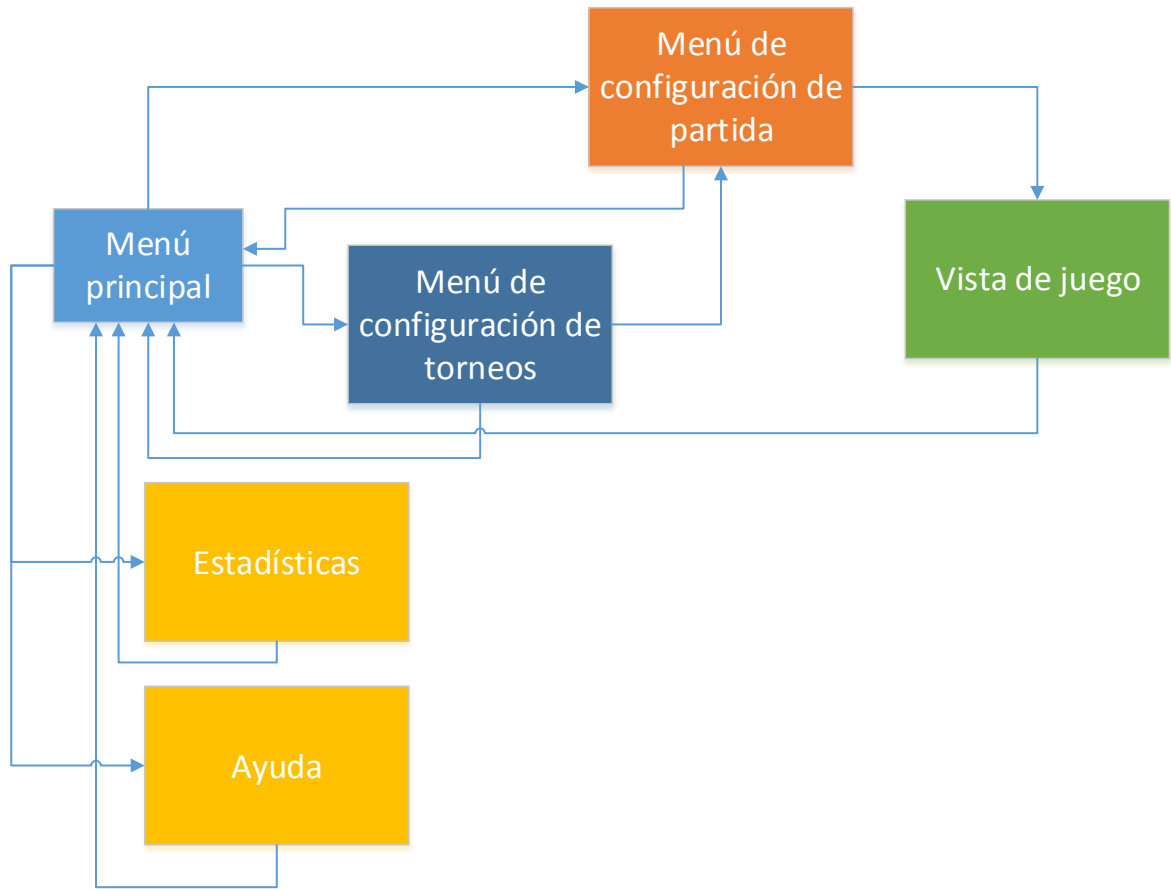 Menú de
configuración de
partida
Menú
principal
Menú de
configuración de
torneos
Vista de juego
Estadísticas
Ayuda